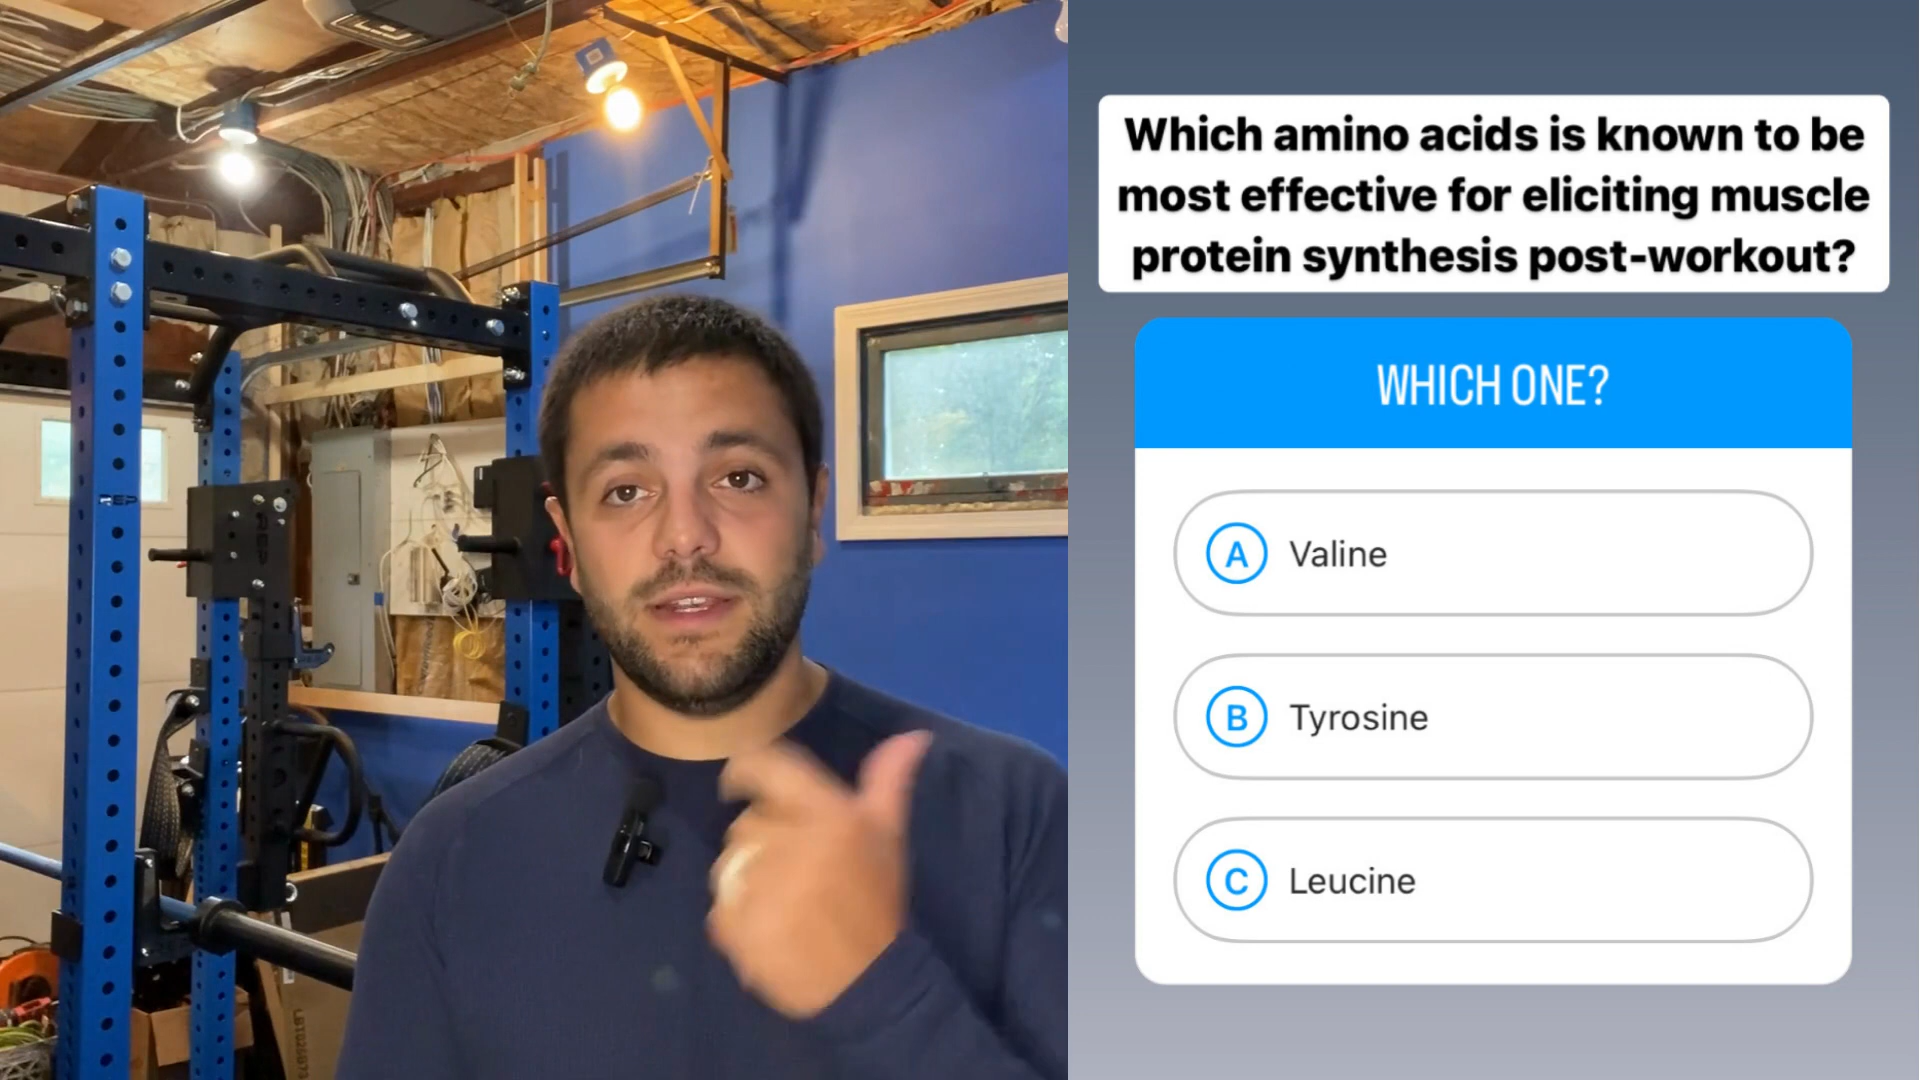 REP
Which amino acids is known to be
most effective for eliciting muscle
protein synthesis post-workout?
WHICH ONE?
A Valine
B Tyrosine
C Leucine